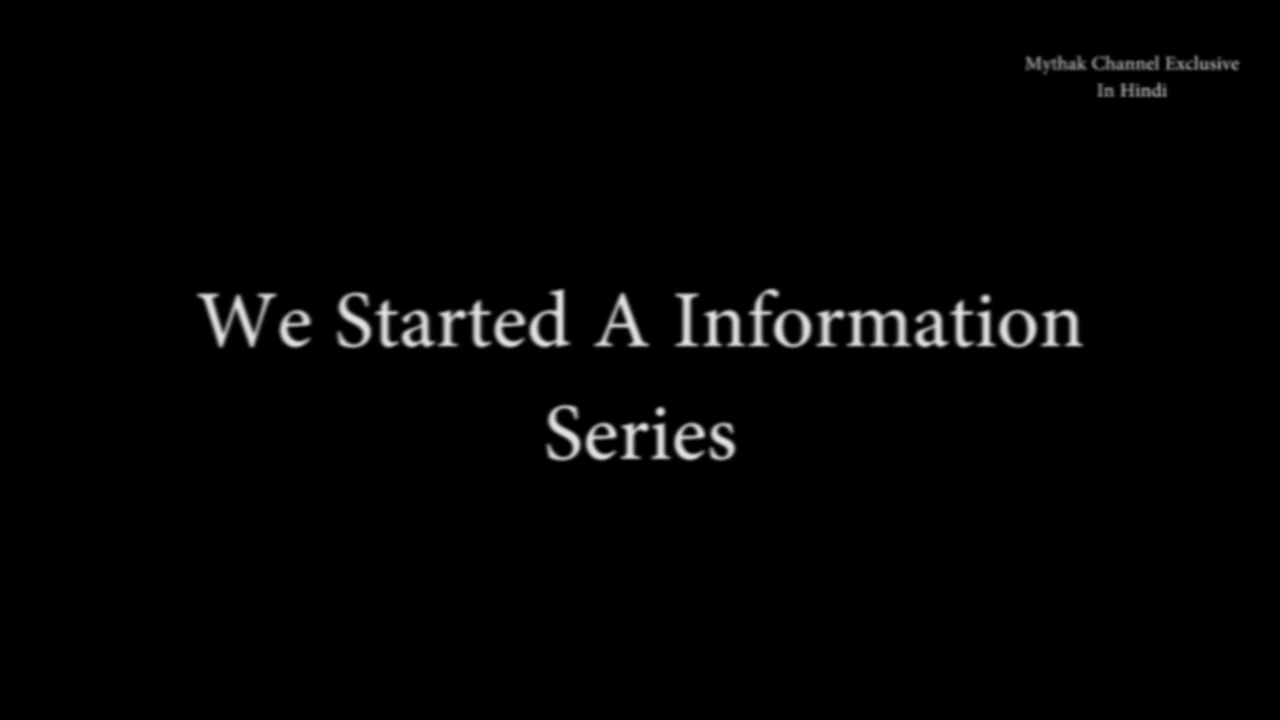 Mythak Channel Exclusive
In Hindi
We Started A Information
Series